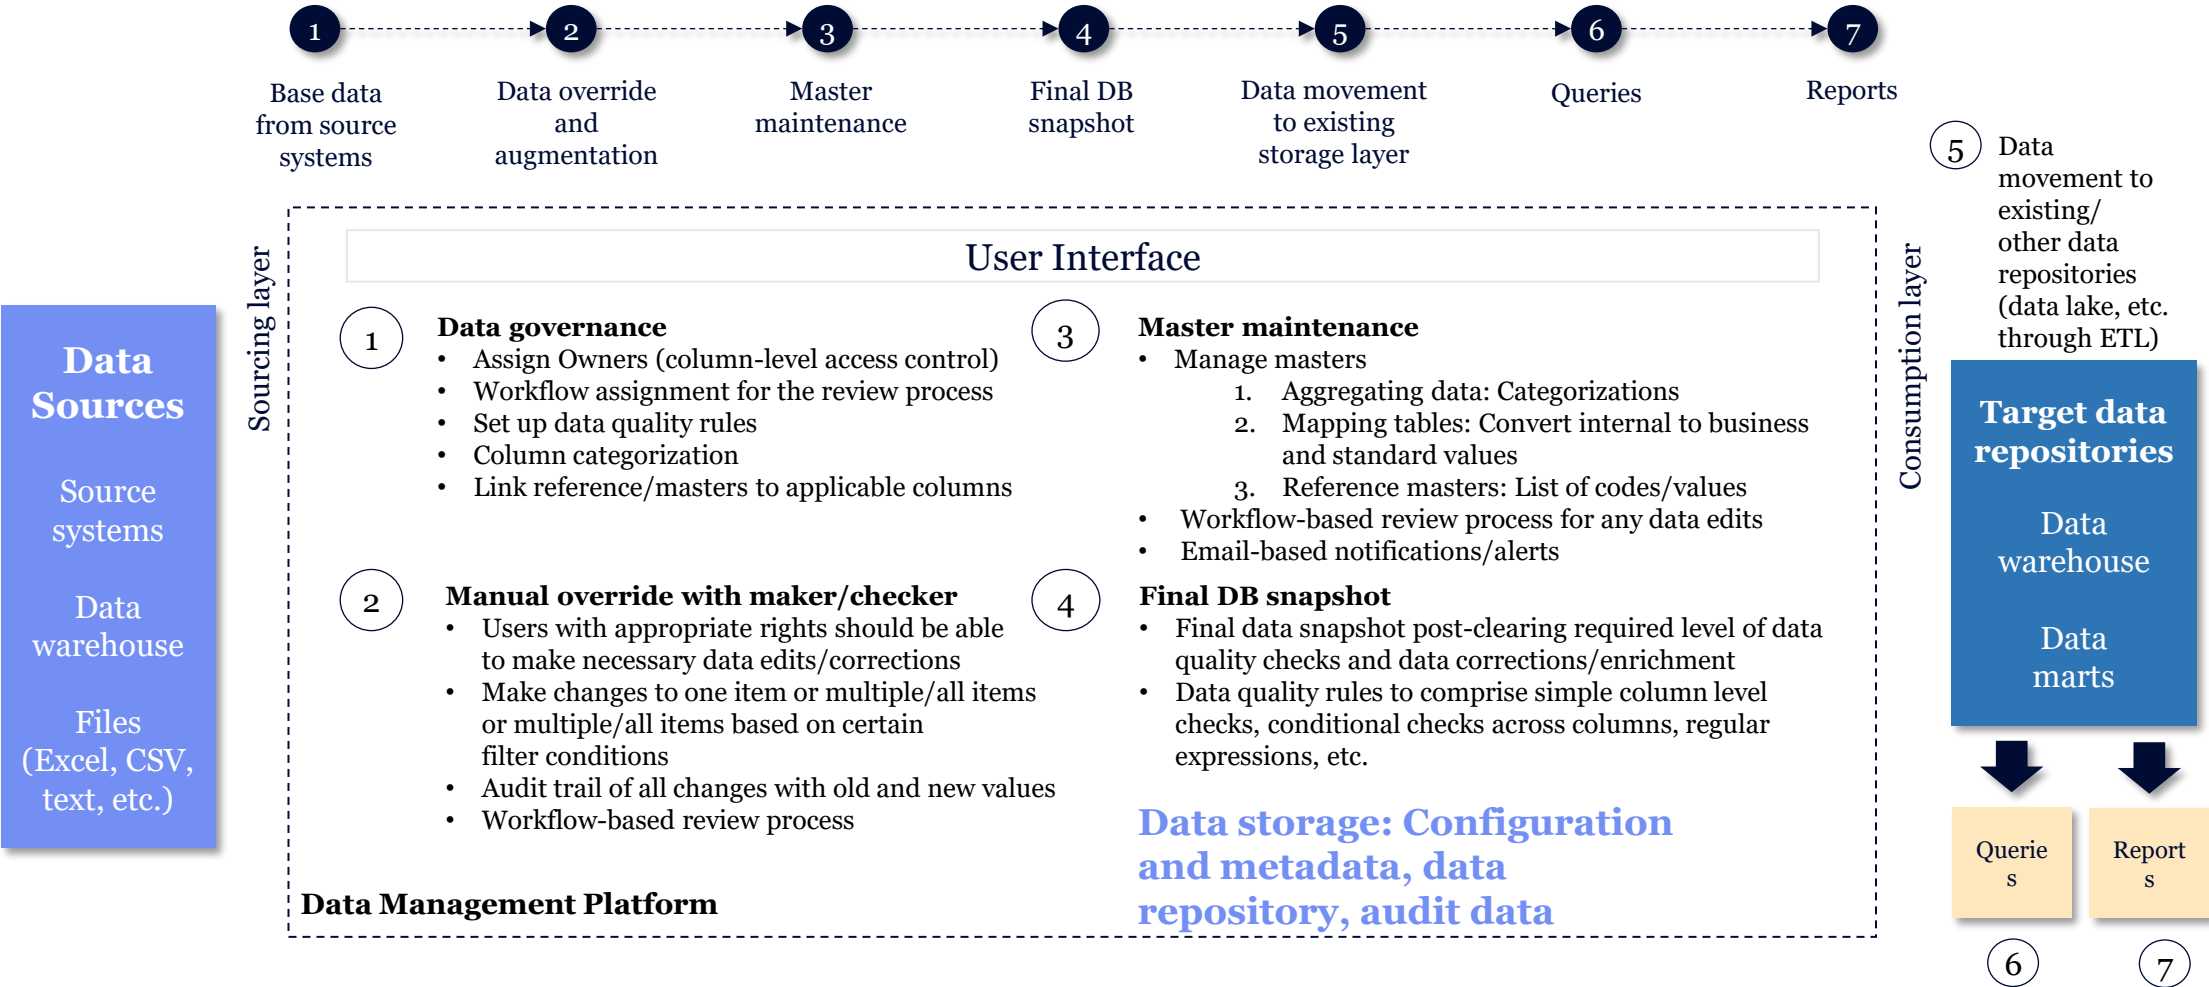 1
2
3
4
5
6
7
Base data
from source
systems
Data override
and
augmentation
Master
maintenance
Final DB
snapshot
Data movement
to existing
storage layer
Queries
Reports
Data
Sources
Source
systems
Data
warehouse
Files
(Excel, CSV,
text, etc.)
Sourcing layer
User Interface
1
Data governance
• Assign Owners (column-level access control)
• Workflow assignment for the review process
• Set up data quality rules
• Column categorization
• Link reference/masters to applicable columns
2
Manual override with maker/checker
• Users with appropriate rights should be able
to make necessary data edits/corrections
• Make changes to one item or multiple/all items
or multiple/all items based on certain
filter conditions
• Audit trail of all changes with old and new values
• Workflow-based review process
3
Master maintenance
• Manage masters
1. Aggregating data: Categorizations
2. Mapping tables: Convert internal to business
and standard values
3. Reference masters: List of codes/values
• Workflow-based review process for any data edits
• Email-based notifications/alerts
4
Final DB snapshot
• Final data snapshot post-clearing required level of data
quality checks and data corrections/enrichment
• Data quality rules to comprise simple column level
checks, conditional checks across columns, regular
expressions, etc.
Data storage: Configuration
and metadata, data
repository, audit data
Data Management Platform
Consumption layer
5
Data
movement to
existing/
other data
repositories
(data lake, etc.
through ETL)
Target data
repositories
Data
warehouse
Data
marts
Querie
s
Report
s
6
7